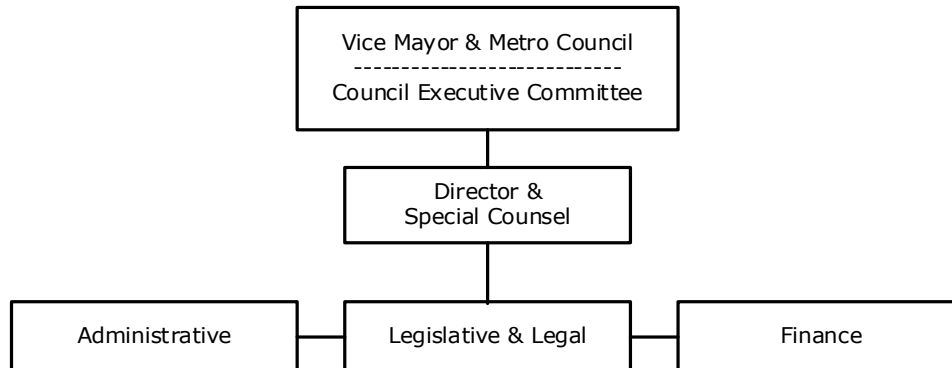 Vice Mayor & Metro Council
----------------------------
Council Executive Committee
Director &
Special Counsel
Administrative
Legislative & Legal
Finance